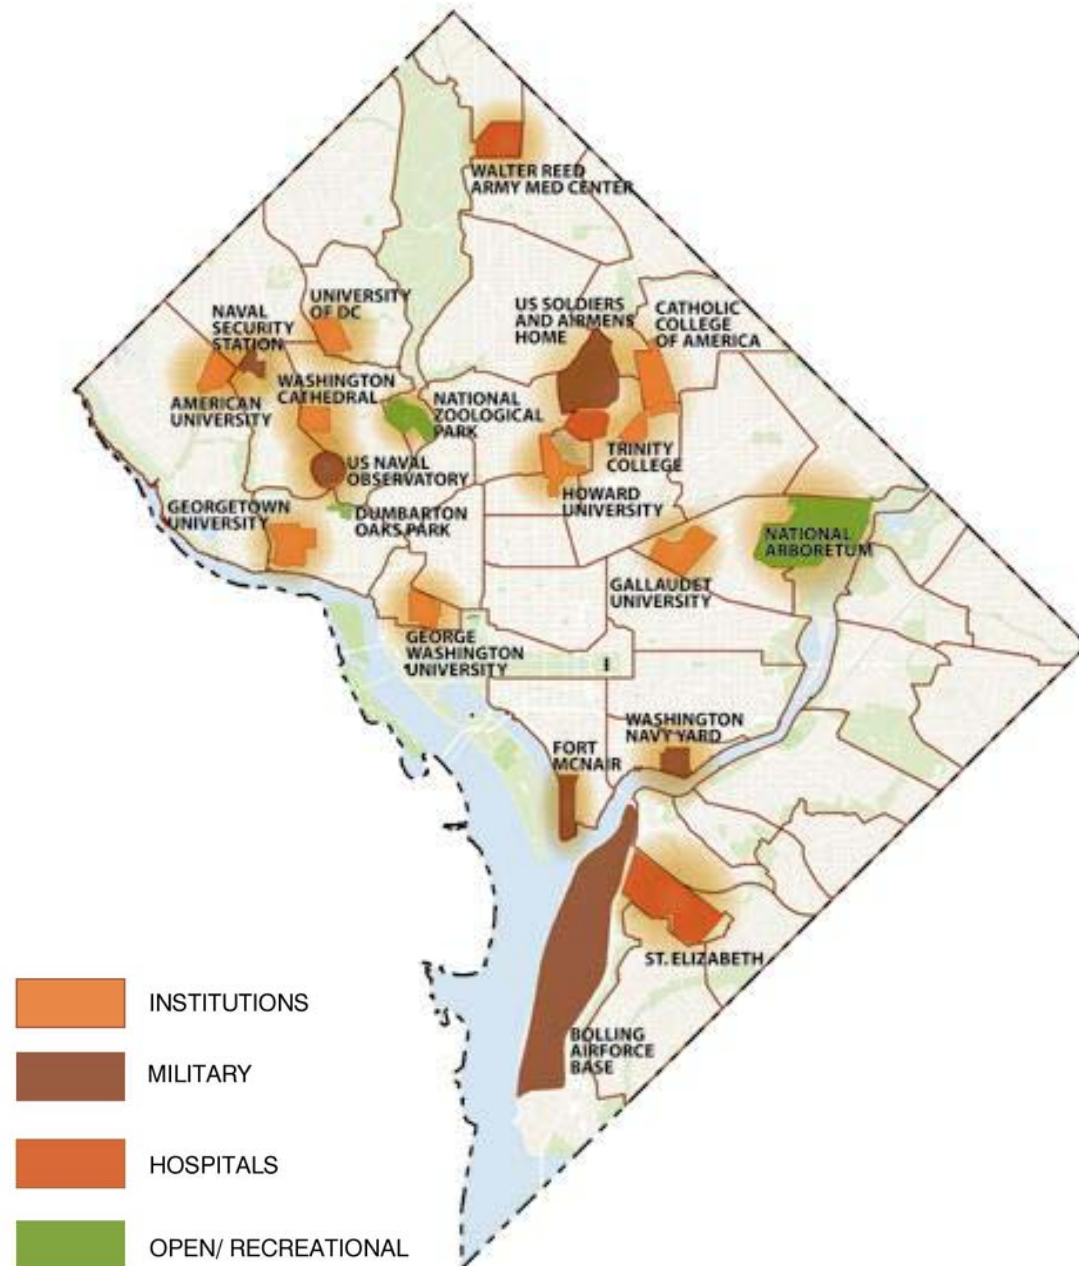 WALTER REED
ARMY MED CENTER
UNIVERSITY
OF DC
NAVAL
SECURITY
STATION
US SOLDIERS
AND AIRMENS
HOME
CATHOLIC
COLLEGE
OF AMERICA
WASHINGTON
CATHEDRAL
AMERICAN
UNIVERSITY
NATIONAL
ZOOLOGICAL
PARK
TRINITY
COLLEGE
US NAVAL
OBSERVATORY
HOWARD
UNIVERSITY
GEORGETOWN
UNIVERSITY
DUMBARTON
OAKS PARK
NATIONAL
ARBORETUM
GALLAUDET
UNIVERSITY
GEORGE
WASHINGTON
UNIVERSITY
WASHINGTON
NAVY YARD
FORT
MCNAIR
ST. ELIZABETH
BOLLING
AIRFORCE
BASE
INSTITUTIONS
MILITARY
HOSPITALS
OPEN/ RECREATIONAL